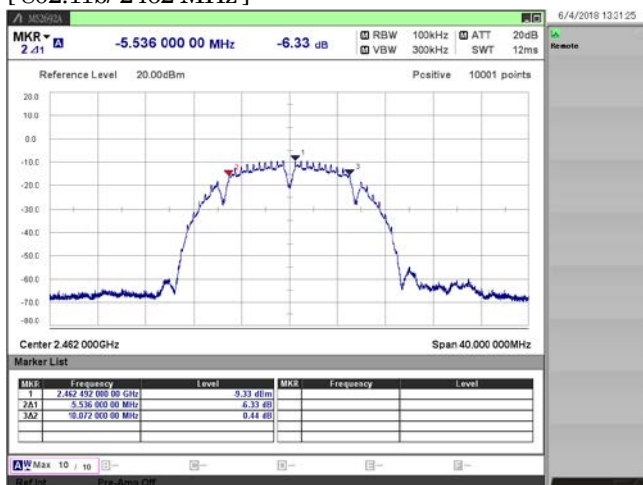 [ 802.11b/ 2462 MHz ]
MS2692A
6/4/2018 13:31:25
MKR
2 Δ1
A
-5.536 000 00 MHz
-6.33 dB
M RBW 100kHz M ATT 20dB
M VBW 300kHz SWT 12ms
Remote
Reference Level 20.00dBm
Positive 10001 points
20.0
10.0
0.0
-10.0
-20.0
-30.0
-40.0
-50.0
-60.0
-70.0
-80.0
2
1
3
Center 2.462 000GHz
Span 40.000 000MHz
Marker List
MKR Frequency Level MKR Frequency Level
1 2.462 492 000 00 GHz -9.33 dBm
2Δ1 -5.536 000 00 MHz -6.33 dB
3Δ2 10.072 000 00 MHz 0.44 dB
A W Max 10 / 10
Ref.Int Pre-Amp Off